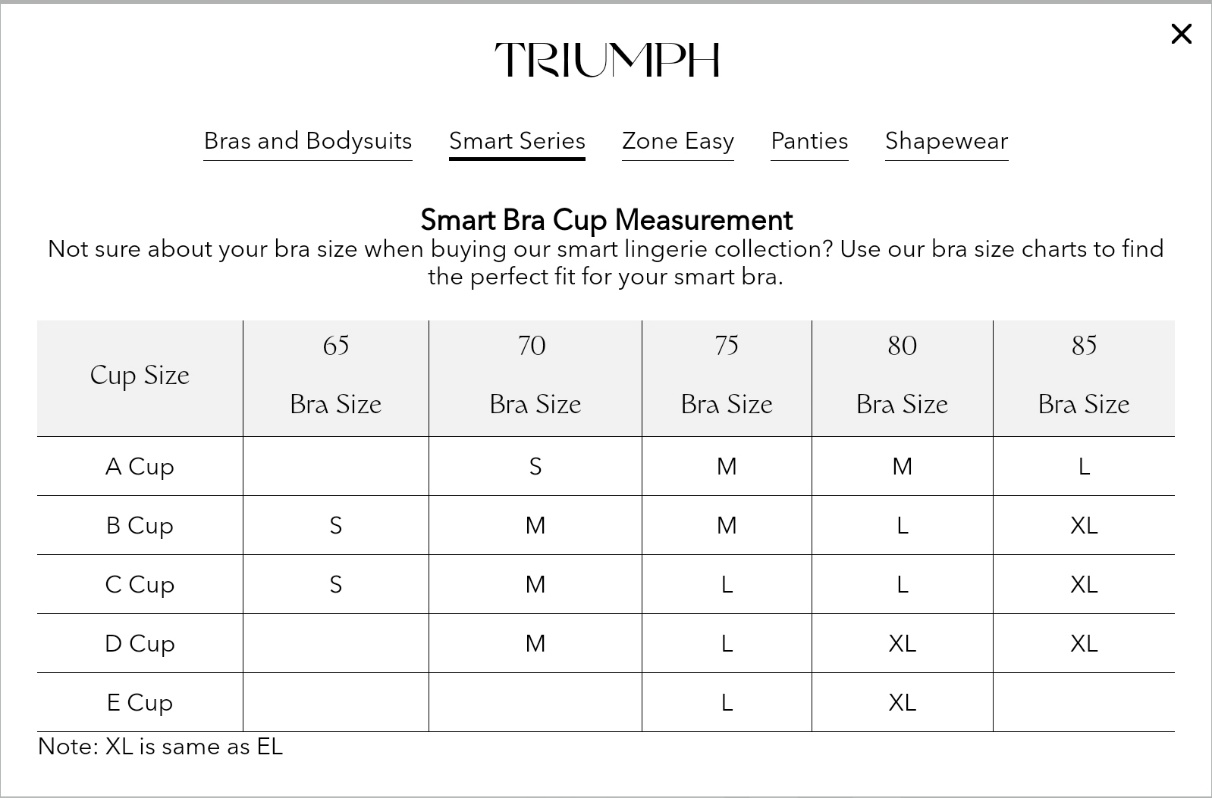 TRIUMPH
Bras and Bodysuits Smart Series Zone Easy Panties Shapewear
Smart Bra Cup Measurement
Not sure about your bra size when buying our smart lingerie collection? Use our bra size charts to find
the perfect fit for your smart bra.
Cup Size 65 Bra Size 70 Bra Size 75 Bra Size 80 Bra Size 85 Bra Size
A Cup S M M L
B Cup S M M L XL
C Cup S M L L XL
D Cup M L XL XL
E Cup L XL
Note: XL is same as EL